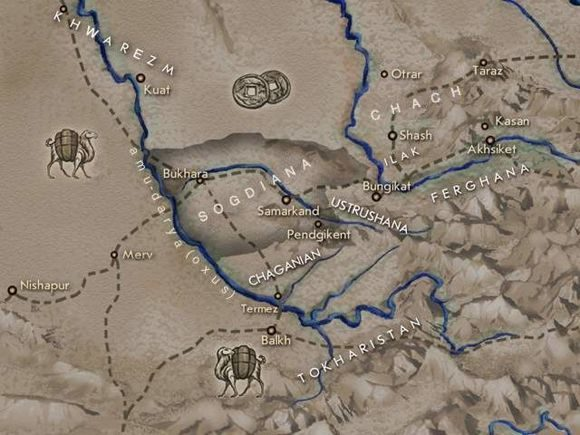 KHWAREZM
Kuat
Otrar
Taraz
CHACH
Kasan
Shash
Akhsiket
ILAK
Bukhara
SOGDIANA
Bungikat
FERGHANA
Samarkand
USTRUSHANA
Pendgikent
amu-darya (oxus)
Merv
CHAGANIAN
Nishapur
Termez
Balkh
TOKHARISTAN